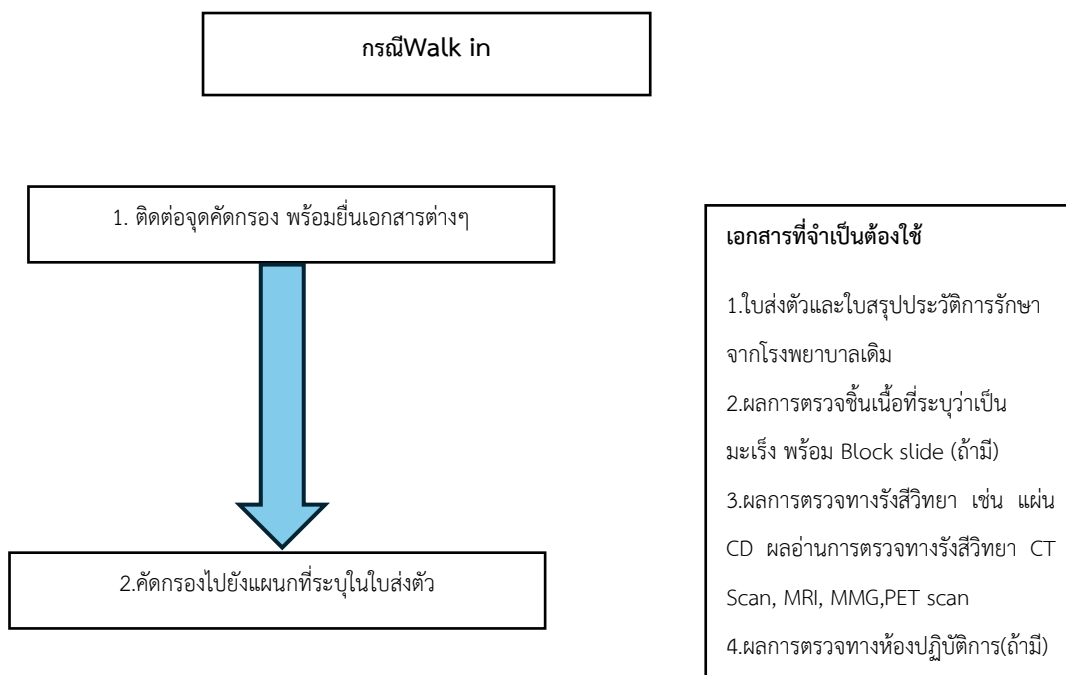 กรณีWalk in
1. ติดต่อจุดคัดกรอง พร้อมยื่นเอกสารต่างๆ
2.คัดกรองไปยังแผนกที่ระบุในใบส่งตัว
เอกสารที่จำเป็นต้องใช้
1.ใบส่งตัวและใบสรุปประวัติการรักษา
จากโรงพยาบาลเดิม
2.ผลการตรวจชิ้นเนื้อที่ระบุว่าเป็น
มะเร็ง พร้อม Block slide (ถ้ามี)
3.ผลการตรวจทางรังสีวิทยา เช่น แผ่น
CD ผลอ่านการตรวจทางรังสีวิทยา CT
Scan, MRI, MMG,PET scan
4.ผลการตรวจทางห้องปฏิบัติการ(ถ้ามี)